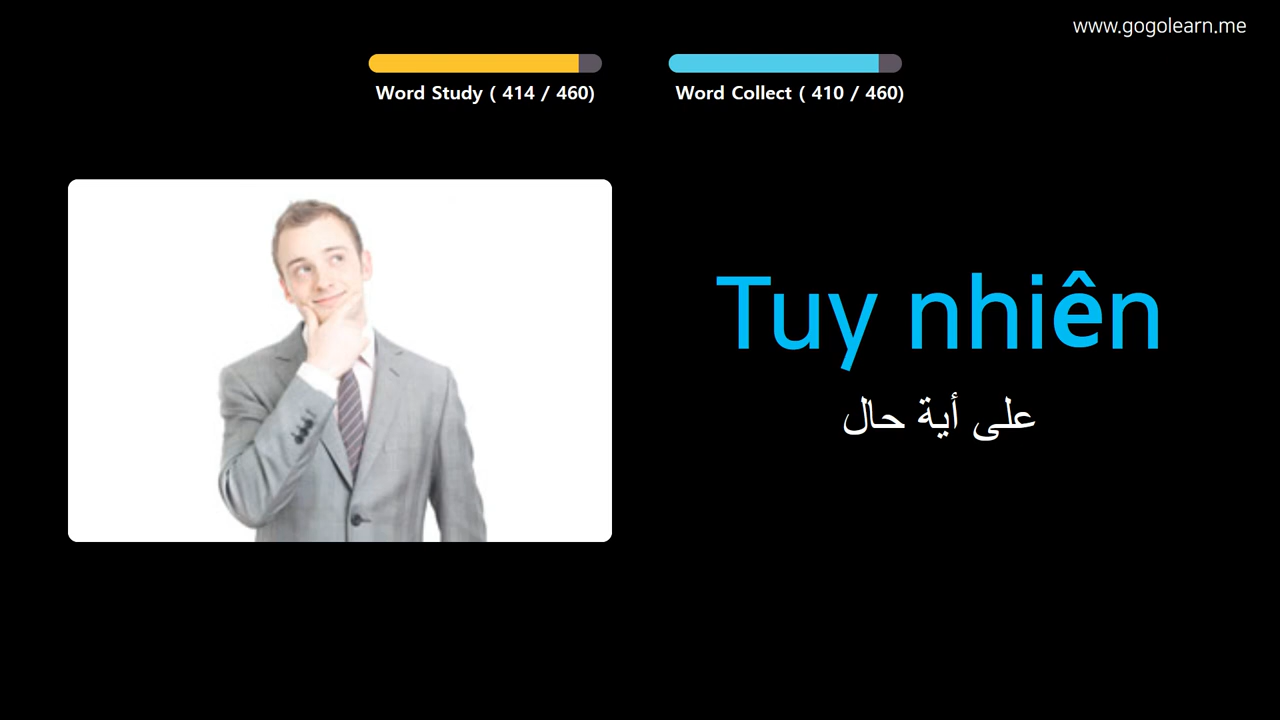 www.gogolearn.me
Word Study ( 414 / 460)
Word Collect ( 410 / 460)
Tuy nhiên
على أية حال